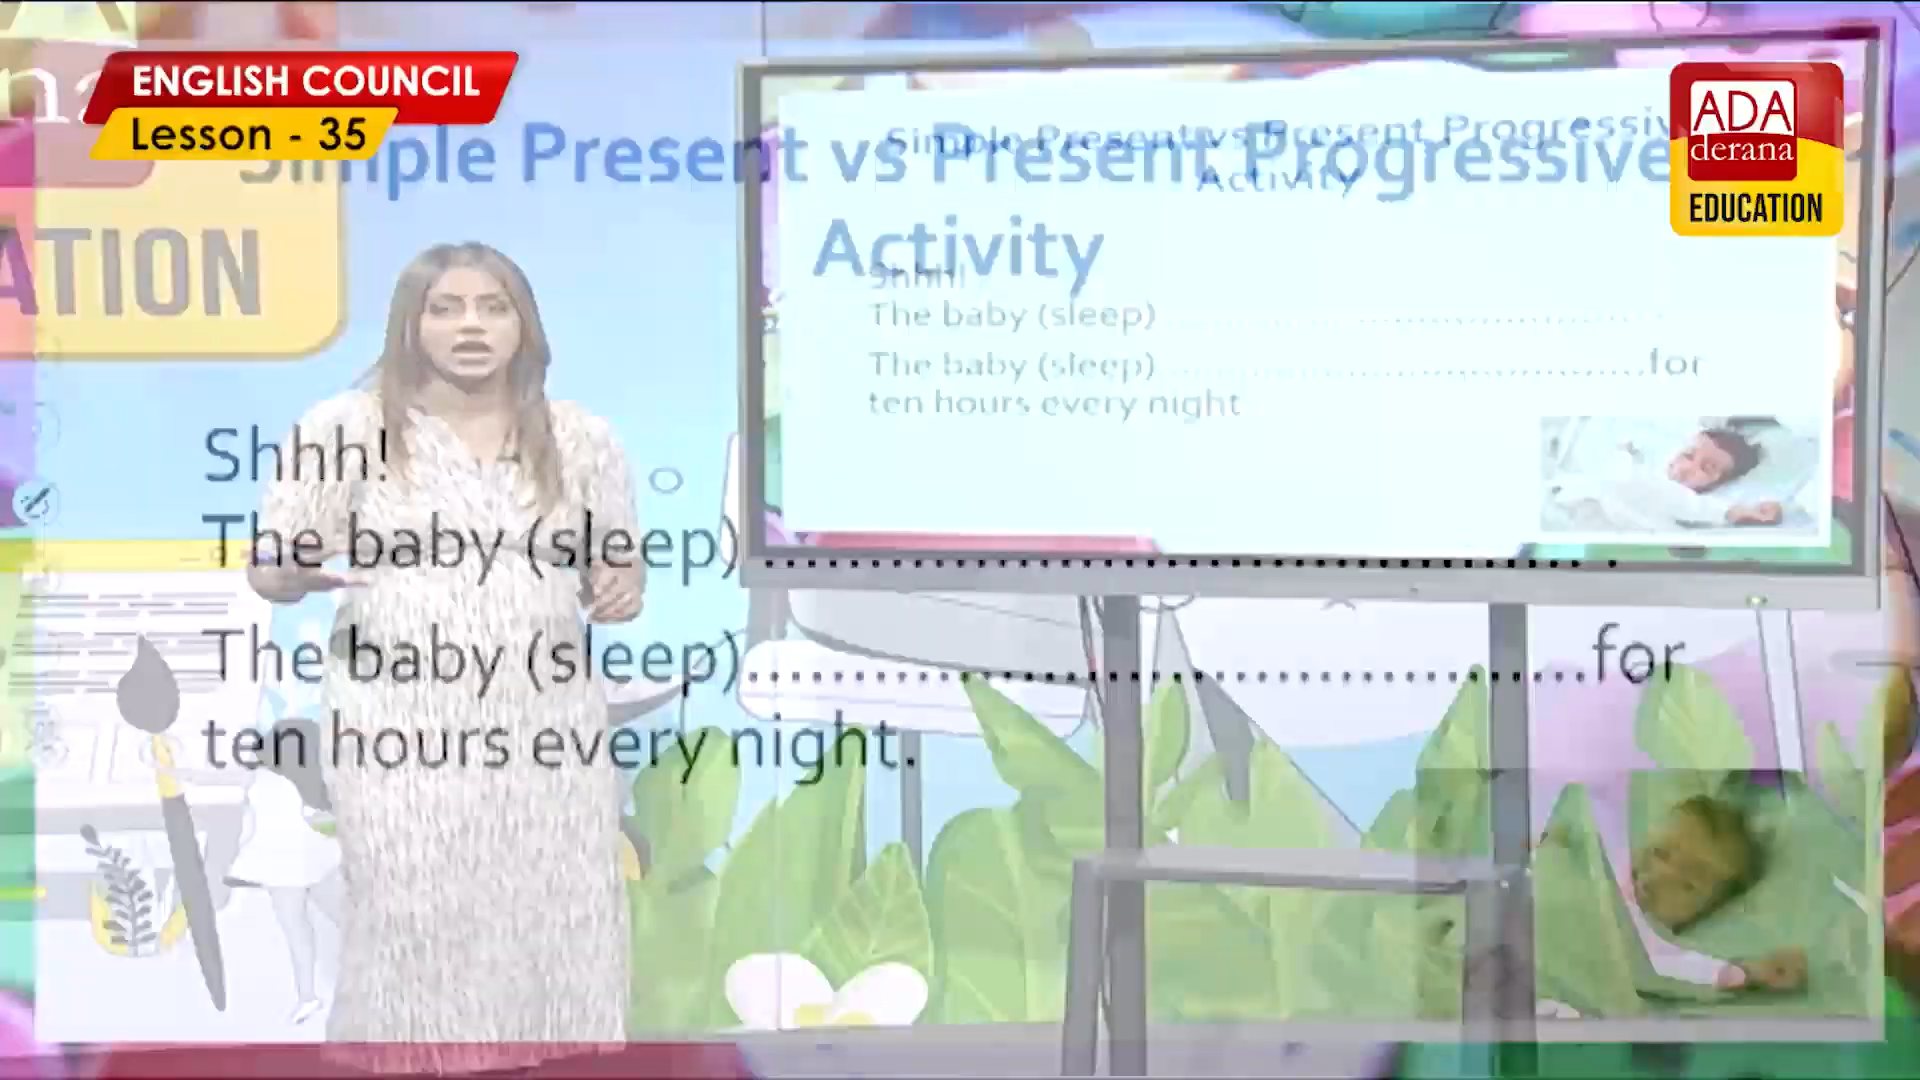 ENGLISH COUNCIL
Lesson - 35
ADA
derana
EDUCATION
ATION
Simple Present vs Present Progressive
Activity
Shhh!
The baby (sleep)........................................
The baby (sleep)........................................for
ten hours every night.
Simple Present vs Present Progressive
Activity
Shhh!
The baby (sleep)........................................
The baby (sleep)........................................for
ten hours every night